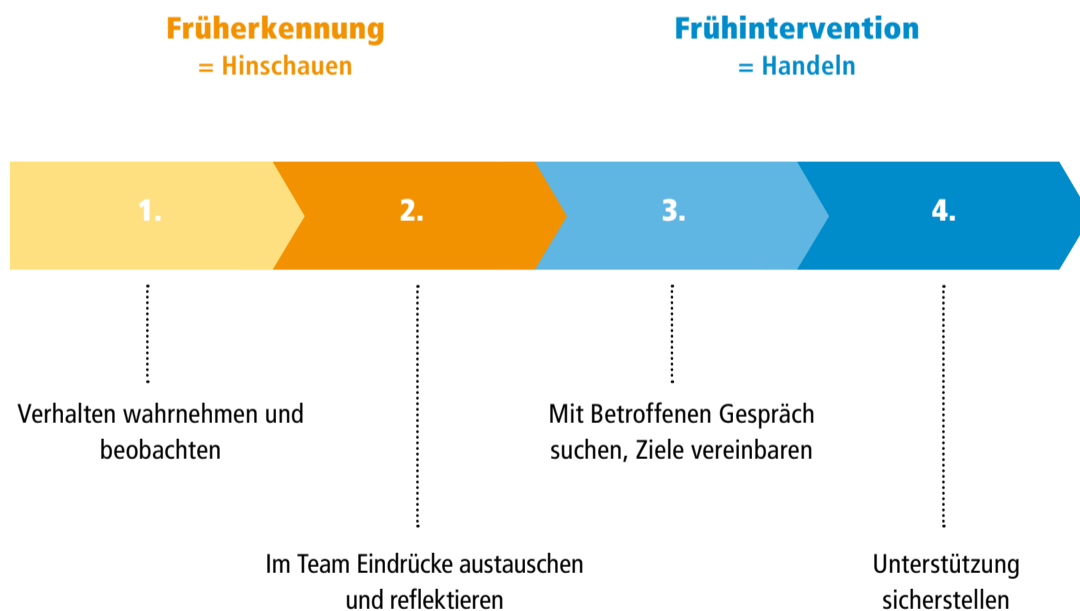 Früherkennung
= Hinschauen
Frühintervention
= Handeln
1.
2.
3.
4.
Verhalten wahrnehmen und
beobachten
Mit Betroffenen Gespräch
suchen, Ziele vereinbaren
Im Team Eindrücke austauschen
und reflektieren
Unterstützung
sicherstellen